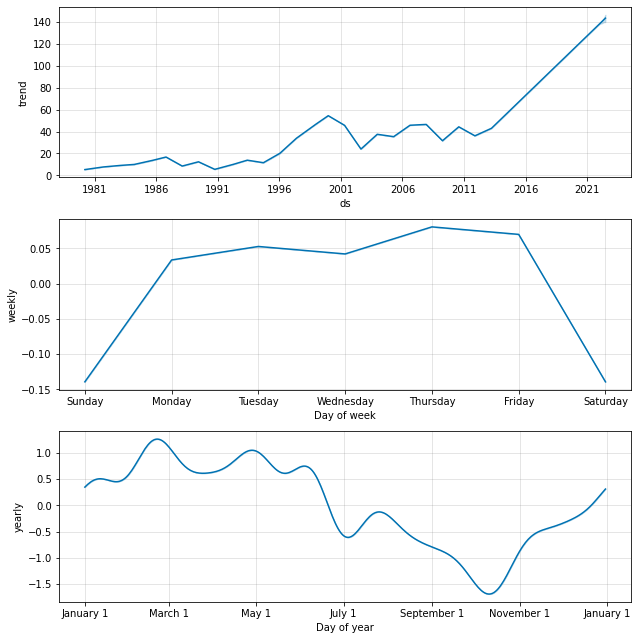 140
120
100
80
60
40
20
0
trend
1981 1986 1991 1996 2001 2006 2011 2016 2021
ds
0.05
0.00
−0.05
−0.10
−0.15
weekly
Sunday Monday Tuesday Wednesday Thursday Friday Saturday
Day of week
1.0
0.5
0.0
−0.5
−1.0
−1.5
yearly
January 1 March 1 May 1 July 1 September 1 November 1 January 1
Day of year